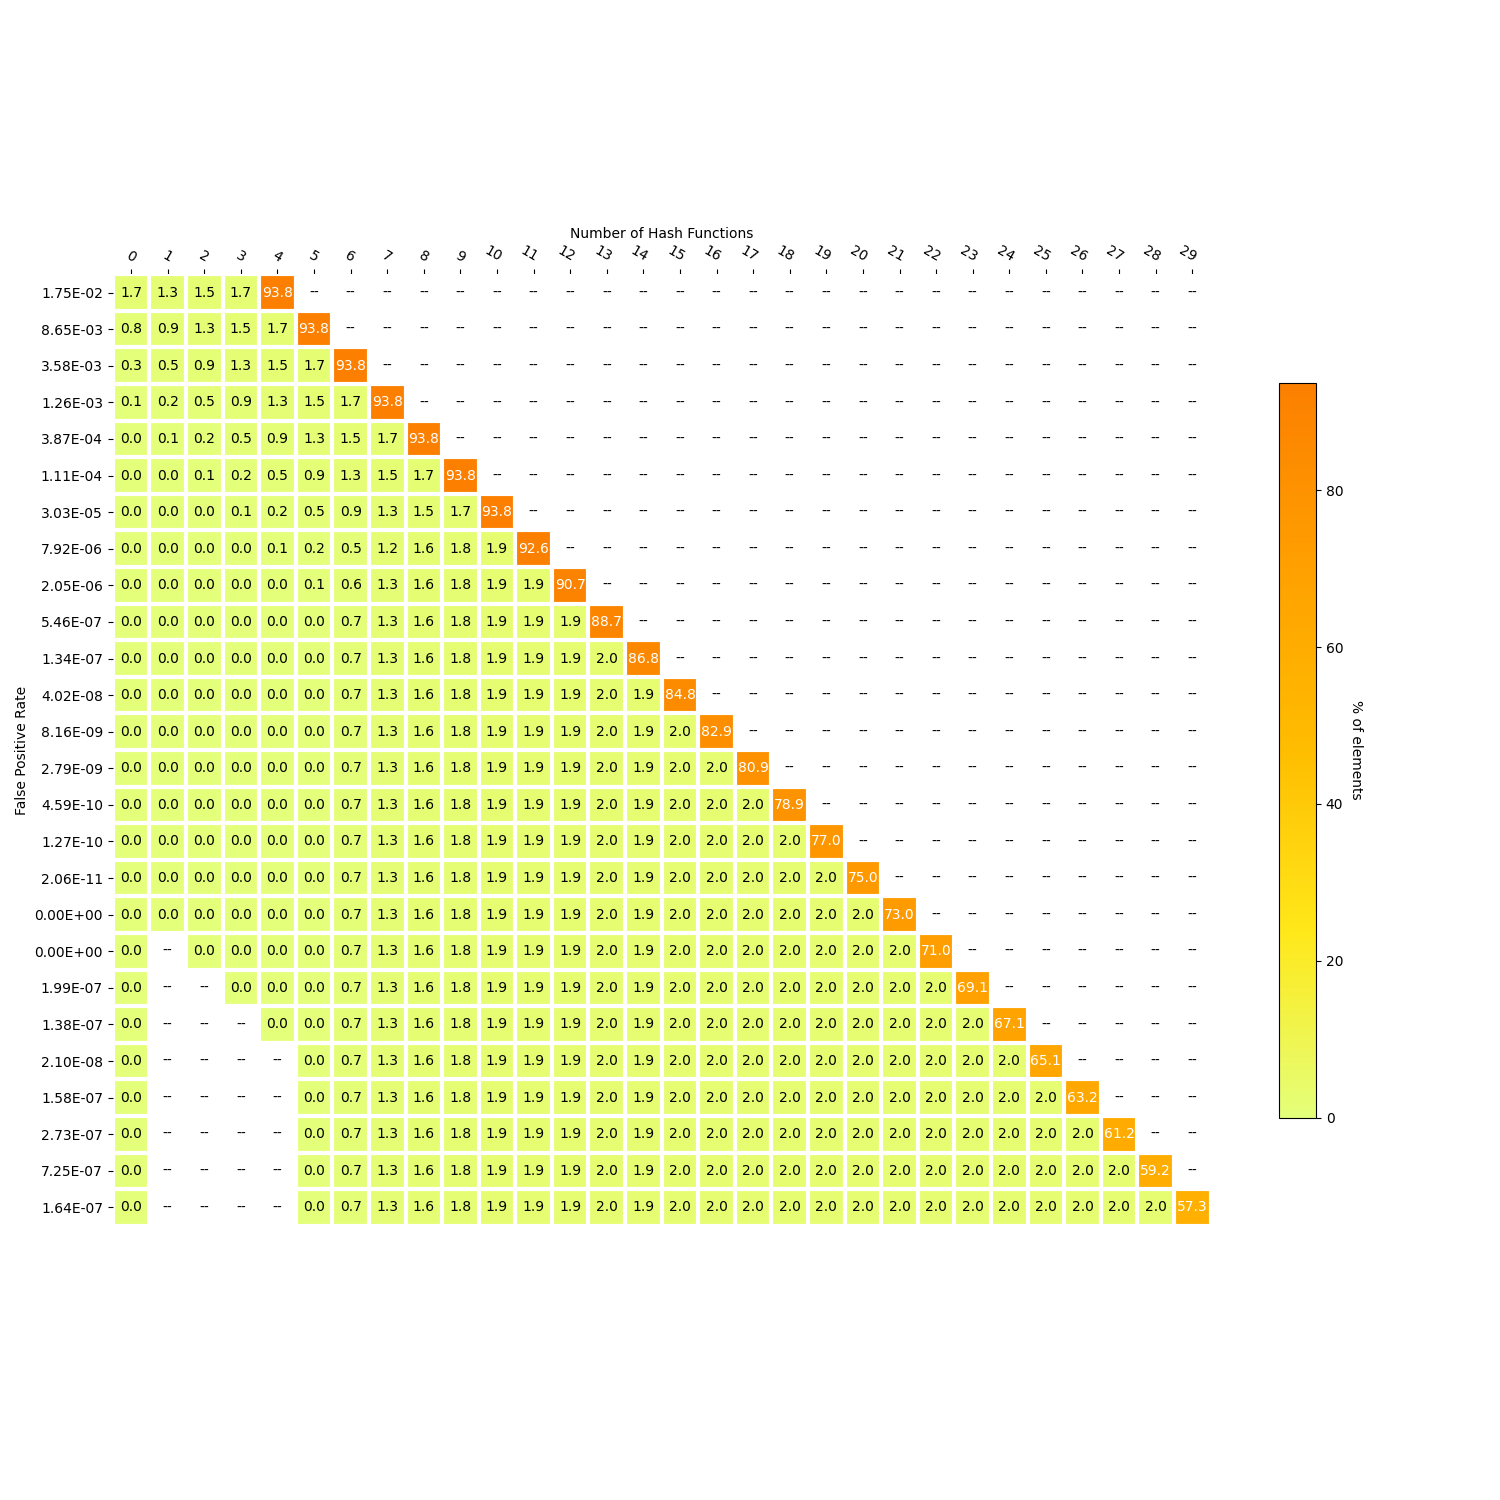 Number of Hash Functions
0 1 2 3 4 5 6 7 8 9 10 11 12 13 14 15 16 17 18 19 20 21 22 23 24 25 26 27 28 29
1.75E-02 1.7 1.3 1.5 1.7 93.8 -- -- -- -- -- -- -- -- -- -- -- -- -- -- -- -- -- -- -- -- -- -- -- -- --
8.65E-03 0.8 0.9 1.3 1.5 1.7 93.8 -- -- -- -- -- -- -- -- -- -- -- -- -- -- -- -- -- -- -- -- -- -- -- --
3.58E-03 0.3 0.5 0.9 1.3 1.5 1.7 93.8 -- -- -- -- -- -- -- -- -- -- -- -- -- -- -- -- -- -- -- -- -- -- --
1.26E-03 0.1 0.2 0.5 0.9 1.3 1.5 1.7 93.8 -- -- -- -- -- -- -- -- -- -- -- -- -- -- -- -- -- -- -- -- -- --
3.87E-04 0.0 0.1 0.2 0.5 0.9 1.3 1.5 1.7 93.8 -- -- -- -- -- -- -- -- -- -- -- -- -- -- -- -- -- -- -- -- --
1.11E-04 0.0 0.0 0.1 0.2 0.5 0.9 1.3 1.5 1.7 93.8 -- -- -- -- -- -- -- -- -- -- -- -- -- -- -- -- -- -- -- --
3.03E-05 0.0 0.0 0.0 0.1 0.2 0.5 0.9 1.3 1.5 1.7 93.8 -- -- -- -- -- -- -- -- -- -- -- -- -- -- -- -- -- -- --
7.92E-06 0.0 0.0 0.0 0.0 0.1 0.2 0.5 1.2 1.6 1.8 1.9 92.6 -- -- -- -- -- -- -- -- -- -- -- -- -- -- -- -- -- --
2.05E-06 0.0 0.0 0.0 0.0 0.0 0.1 0.6 1.3 1.6 1.8 1.9 1.9 90.7 -- -- -- -- -- -- -- -- -- -- -- -- -- -- -- -- --
5.46E-07 0.0 0.0 0.0 0.0 0.0 0.0 0.7 1.3 1.6 1.8 1.9 1.9 1.9 88.7 -- -- -- -- -- -- -- -- -- -- -- -- -- -- -- --
1.34E-07 0.0 0.0 0.0 0.0 0.0 0.0 0.7 1.3 1.6 1.8 1.9 1.9 1.9 2.0 86.8 -- -- -- -- -- -- -- -- -- -- -- -- -- -- --
4.02E-08 0.0 0.0 0.0 0.0 0.0 0.0 0.7 1.3 1.6 1.8 1.9 1.9 1.9 2.0 1.9 84.8 -- -- -- -- -- -- -- -- -- -- -- -- -- --
8.16E-09 0.0 0.0 0.0 0.0 0.0 0.0 0.7 1.3 1.6 1.8 1.9 1.9 1.9 2.0 1.9 2.0 82.9 -- -- -- -- -- -- -- -- -- -- -- -- --
2.79E-09 0.0 0.0 0.0 0.0 0.0 0.0 0.7 1.3 1.6 1.8 1.9 1.9 1.9 2.0 1.9 2.0 2.0 80.9 -- -- -- -- -- -- -- -- -- -- -- --
4.59E-10 0.0 0.0 0.0 0.0 0.0 0.0 0.7 1.3 1.6 1.8 1.9 1.9 1.9 2.0 1.9 2.0 2.0 2.0 78.9 -- -- -- -- -- -- -- -- -- -- --
1.27E-10 0.0 0.0 0.0 0.0 0.0 0.0 0.7 1.3 1.6 1.8 1.9 1.9 1.9 2.0 1.9 2.0 2.0 2.0 2.0 77.0 -- -- -- -- -- -- -- -- -- --
2.06E-11 0.0 0.0 0.0 0.0 0.0 0.0 0.7 1.3 1.6 1.8 1.9 1.9 1.9 2.0 1.9 2.0 2.0 2.0 2.0 2.0 75.0 -- -- -- -- -- -- -- -- --
0.00E+00 0.0 0.0 0.0 0.0 0.0 0.0 0.7 1.3 1.6 1.8 1.9 1.9 1.9 2.0 1.9 2.0 2.0 2.0 2.0 2.0 2.0 73.0 -- -- -- -- -- -- -- --
0.00E+00 0.0 -- 0.0 0.0 0.0 0.0 0.7 1.3 1.6 1.8 1.9 1.9 1.9 2.0 1.9 2.0 2.0 2.0 2.0 2.0 2.0 2.0 71.0 -- -- -- -- -- -- --
1.99E-07 0.0 -- -- 0.0 0.0 0.0 0.7 1.3 1.6 1.8 1.9 1.9 1.9 2.0 1.9 2.0 2.0 2.0 2.0 2.0 2.0 2.0 2.0 69.1 -- -- -- -- -- --
1.38E-07 0.0 -- -- -- 0.0 0.0 0.7 1.3 1.6 1.8 1.9 1.9 1.9 2.0 1.9 2.0 2.0 2.0 2.0 2.0 2.0 2.0 2.0 2.0 67.1 -- -- -- -- --
2.10E-08 0.0 -- -- -- -- 0.0 0.7 1.3 1.6 1.8 1.9 1.9 1.9 2.0 1.9 2.0 2.0 2.0 2.0 2.0 2.0 2.0 2.0 2.0 2.0 65.1 -- -- -- --
1.58E-07 0.0 -- -- -- -- 0.0 0.7 1.3 1.6 1.8 1.9 1.9 1.9 2.0 1.9 2.0 2.0 2.0 2.0 2.0 2.0 2.0 2.0 2.0 2.0 2.0 63.2 -- -- --
2.73E-07 0.0 -- -- -- -- 0.0 0.7 1.3 1.6 1.8 1.9 1.9 1.9 2.0 1.9 2.0 2.0 2.0 2.0 2.0 2.0 2.0 2.0 2.0 2.0 2.0 2.0 61.2 -- --
7.25E-07 0.0 -- -- -- -- 0.0 0.7 1.3 1.6 1.8 1.9 1.9 1.9 2.0 1.9 2.0 2.0 2.0 2.0 2.0 2.0 2.0 2.0 2.0 2.0 2.0 2.0 2.0 59.2 --
1.64E-07 0.0 -- -- -- -- 0.0 0.7 1.3 1.6 1.8 1.9 1.9 1.9 2.0 1.9 2.0 2.0 2.0 2.0 2.0 2.0 2.0 2.0 2.0 2.0 2.0 2.0 2.0 2.0 57.3
False Positive Rate
80
60
40
20
0
% of elements